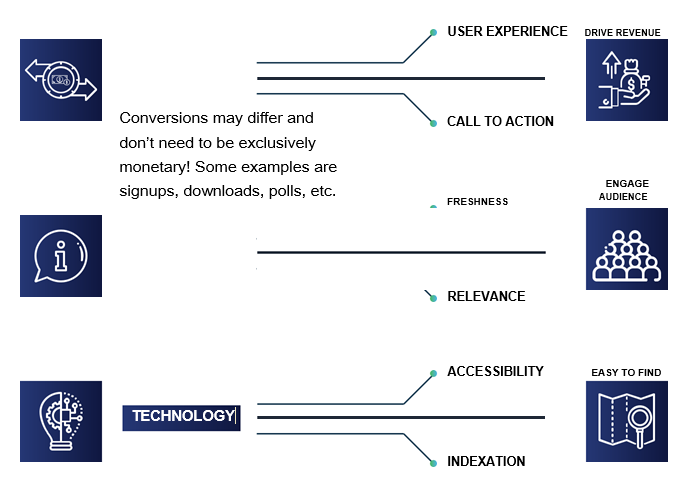 USER EXPERIENCE
DRIVE REVENUE
CALL TO ACTION
Conversions may differ and
don’t need to be exclusively
monetary! Some examples are
signups, downloads, polls, etc.
FRESHNESS
ENGAGE
AUDIENCE
RELEVANCE
ACCESSIBILITY
EASY TO FIND
TECHNOLOGY
INDEXATION